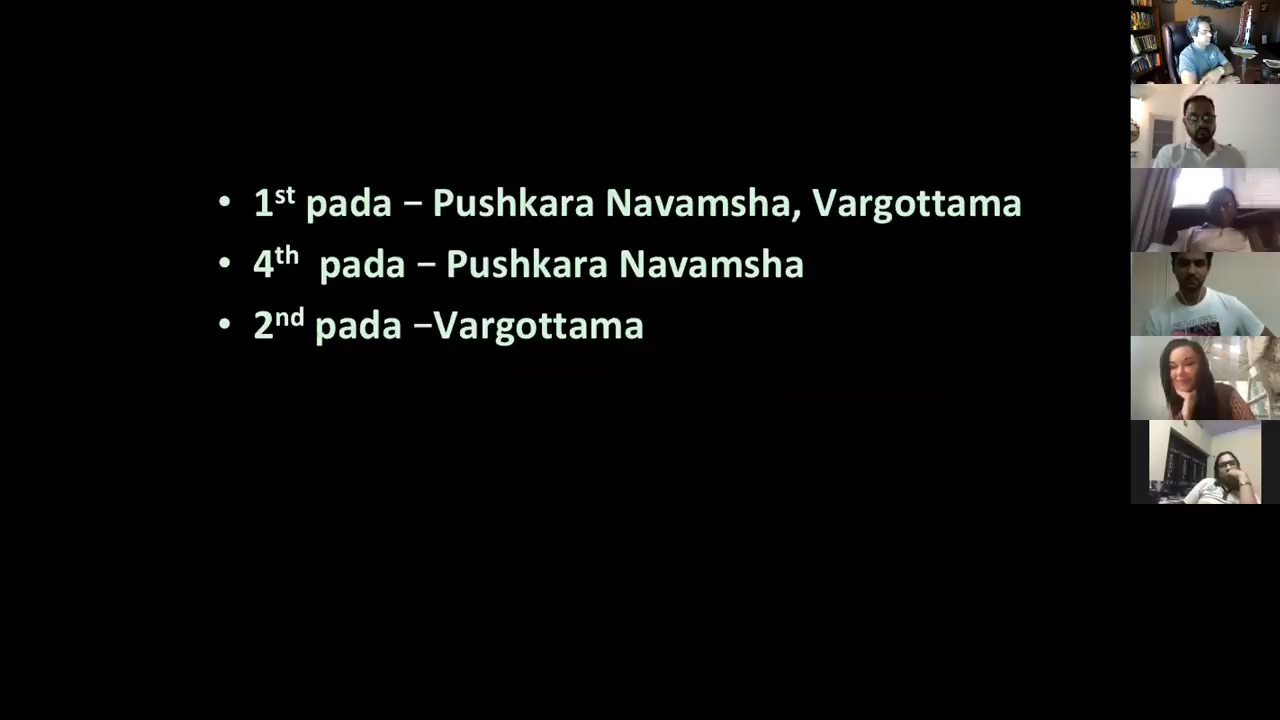 • 1st pada – Pushkara Navamsha, Vargottama
• 4th pada – Pushkara Navamsha
• 2nd pada –Vargottama